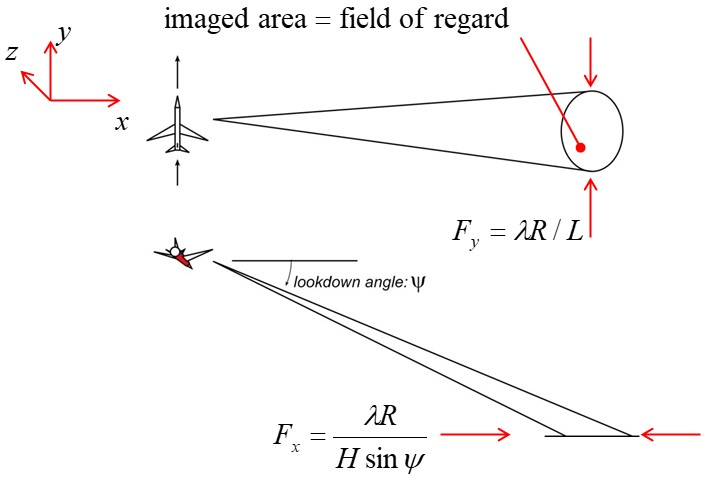 imaged area = field of regard
y
z
x
F_y = λR / L
lookdown angle: ψ
F_x = λR / (H sin ψ)